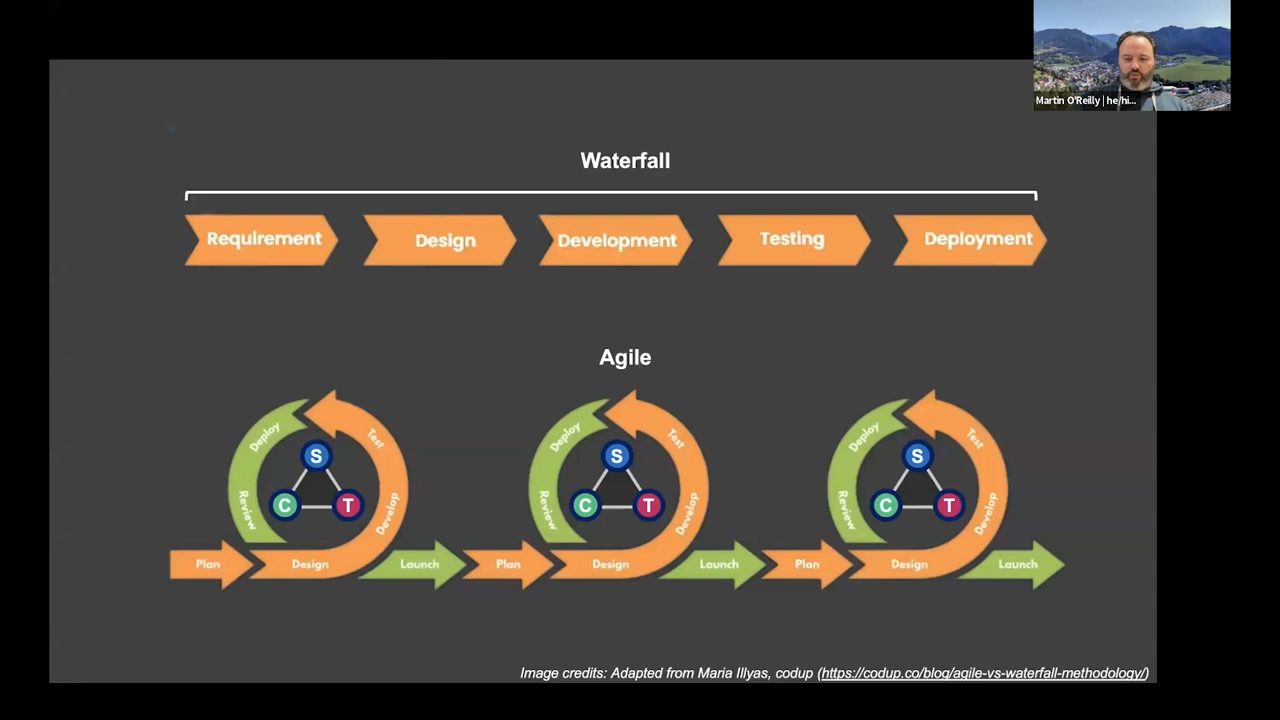 Martin O'Reilly | he/hi...
Waterfall
Requirement
Design
Development
Testing
Deployment
Agile
Deploy
Test
S
C
T
Review
Develop
Plan
Design
Launch
Deploy
Test
S
C
T
Review
Develop
Plan
Design
Launch
Deploy
Test
S
C
T
Review
Develop
Plan
Design
Launch
Image credits: Adapted from Maria Illyas, codup (https://codup.co/blog/agile-vs-waterfall-methodology/)